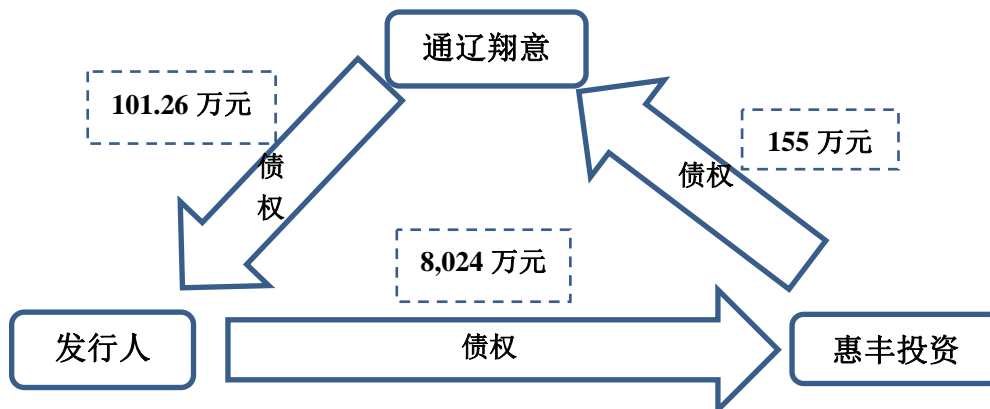 通辽翔意
101.26 万元
155 万元
债
权
债权
8,024 万元
发行人
债权
惠丰投资